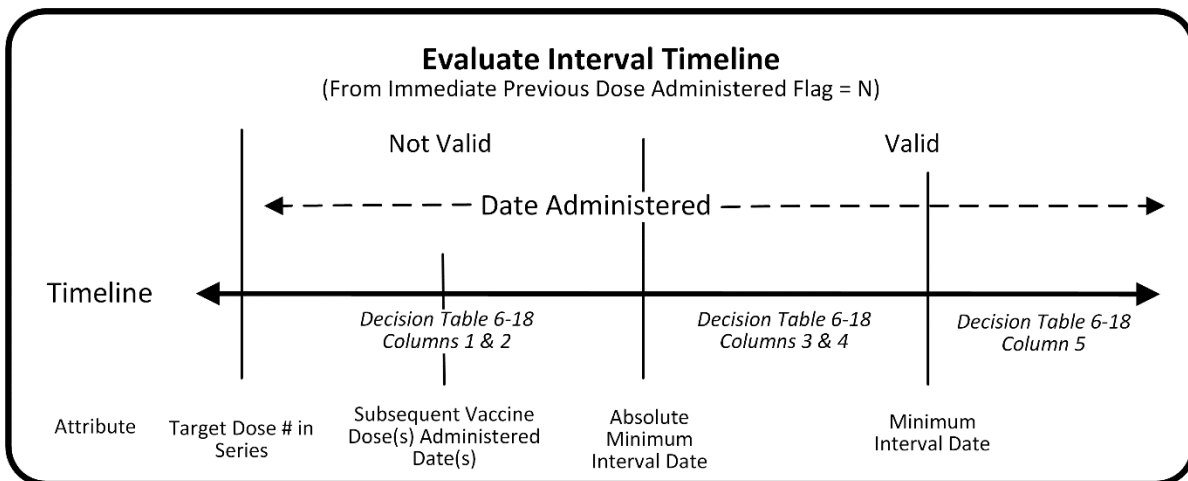 Evaluate Interval Timeline
(From Immediate Previous Dose Administered Flag = N)
Not Valid
Valid
Date Administered
Timeline
Decision Table 6-18
Columns 1 & 2
Decision Table 6-18
Columns 3 & 4
Decision Table 6-18
Column 5
Attribute
Target Dose # in
Series
Subsequent Vaccine
Dose(s) Administered
Date(s)
Absolute
Minimum
Interval Date
Minimum
Interval Date